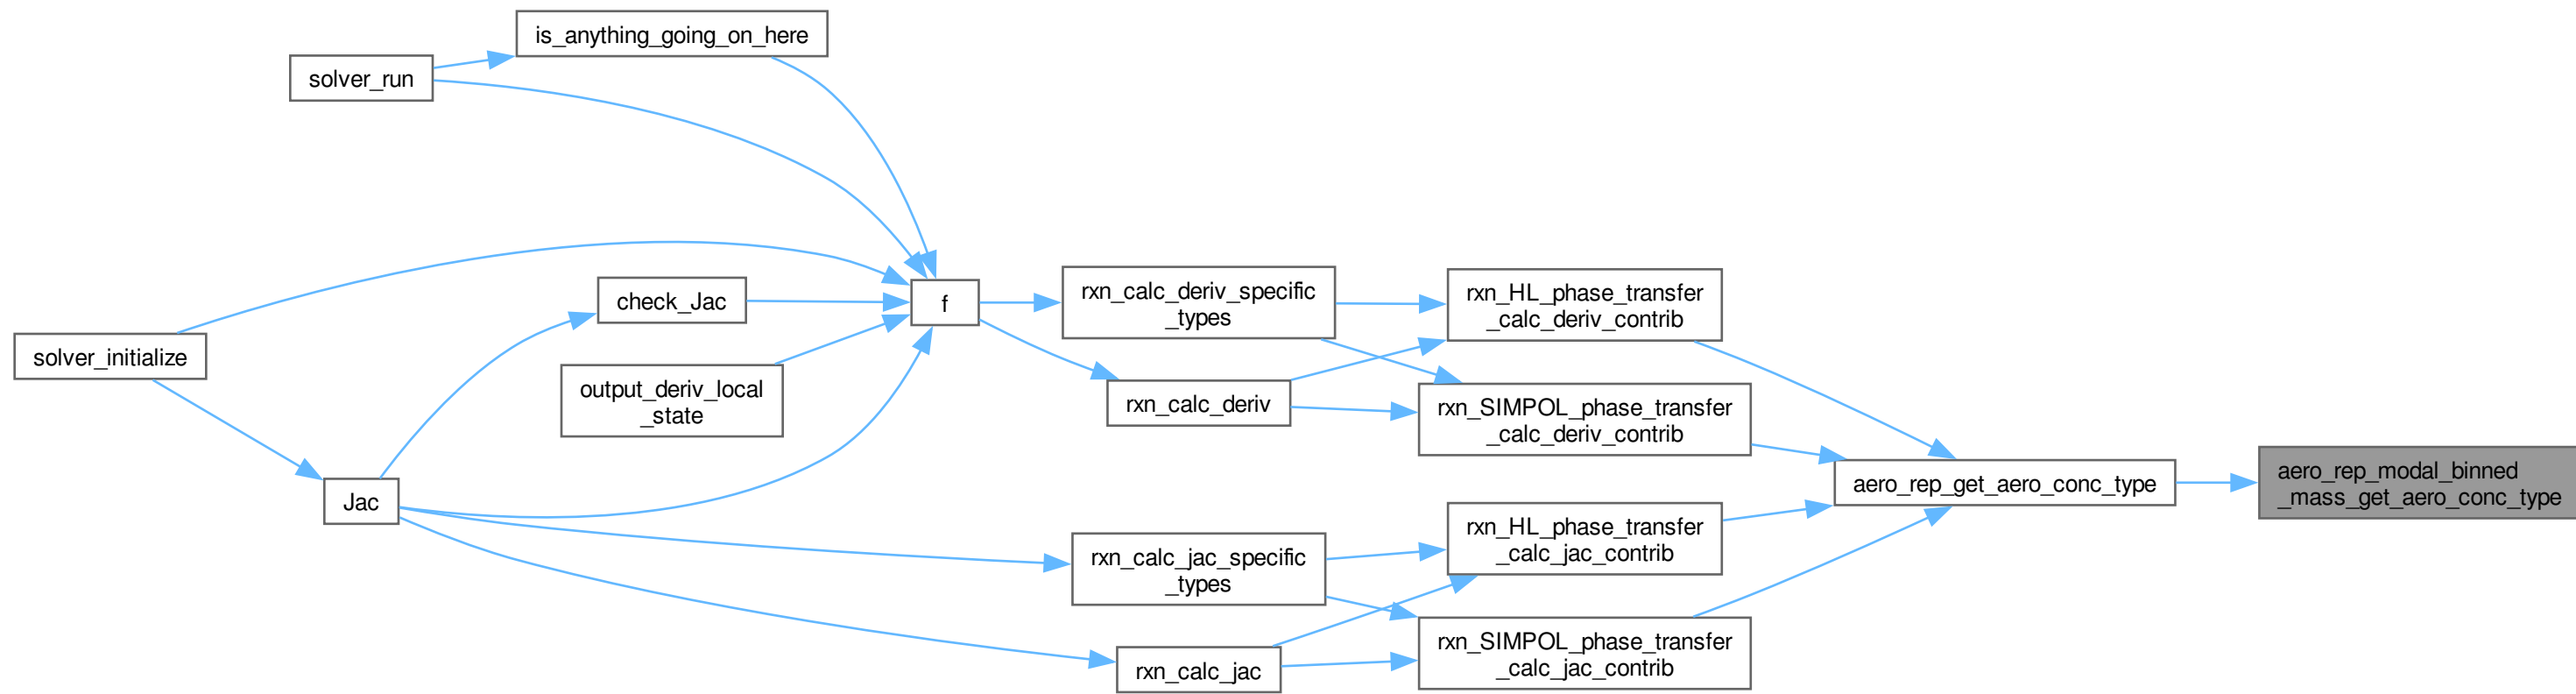 is_anything_going_on_here
solver_run
solver_initialize
check_Jac
output_deriv_local
_state
Jac
f
rxn_calc_deriv_specific
_types
rxn_calc_deriv
rxn_calc_jac_specific
_types
rxn_calc_jac
rxn_HL_phase_transfer
_calc_deriv_contrib
rxn_SIMPOL_phase_transfer
_calc_deriv_contrib
rxn_HL_phase_transfer
_calc_jac_contrib
rxn_SIMPOL_phase_transfer
_calc_jac_contrib
aero_rep_get_aero_conc_type
aero_rep_modal_binned
_mass_get_aero_conc_type